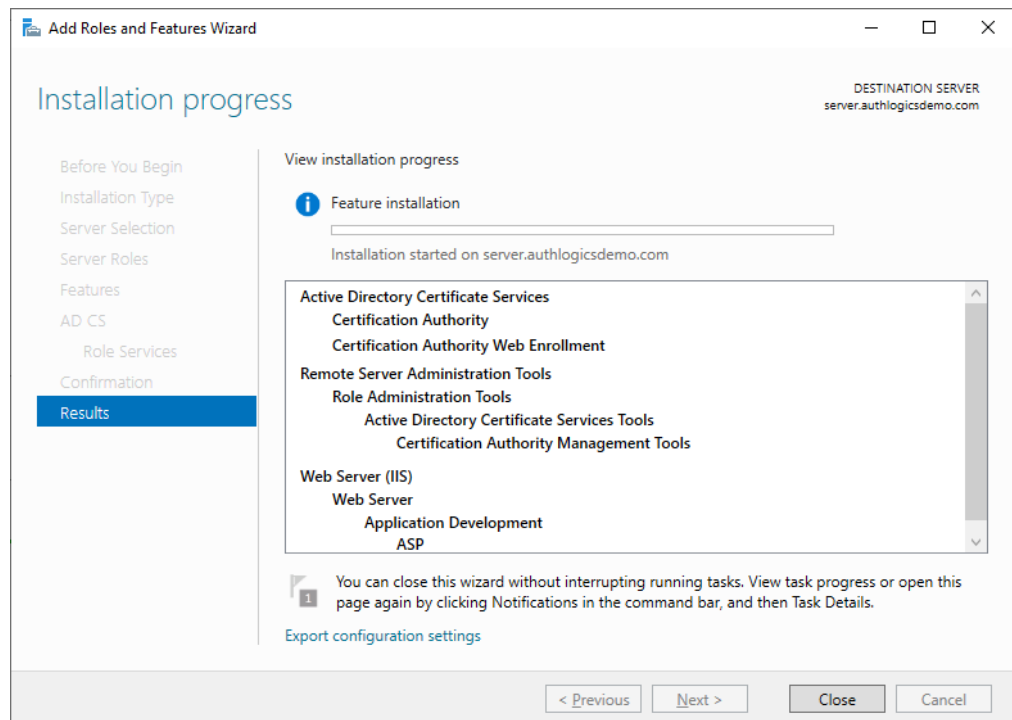 Add Roles and Features Wizard
Installation progress
DESTINATION SERVER
server.authlogicsdemo.com
Before You Begin
Installation Type
Server Selection
Server Roles
Features
AD CS
Role Services
Confirmation
Results
View installation progress
Feature installation
Installation started on server.authlogicsdemo.com
Active Directory Certificate Services
Certification Authority
Certification Authority Web Enrollment
Remote Server Administration Tools
Role Administration Tools
Active Directory Certificate Services Tools
Certification Authority Management Tools
Web Server (IIS)
Web Server
Application Development
ASP
1
You can close this wizard without interrupting running tasks. View task progress or open this
page again by clicking Notifications in the command bar, and then Task Details.
Export configuration settings
< Previous
Next >
Close
Cancel